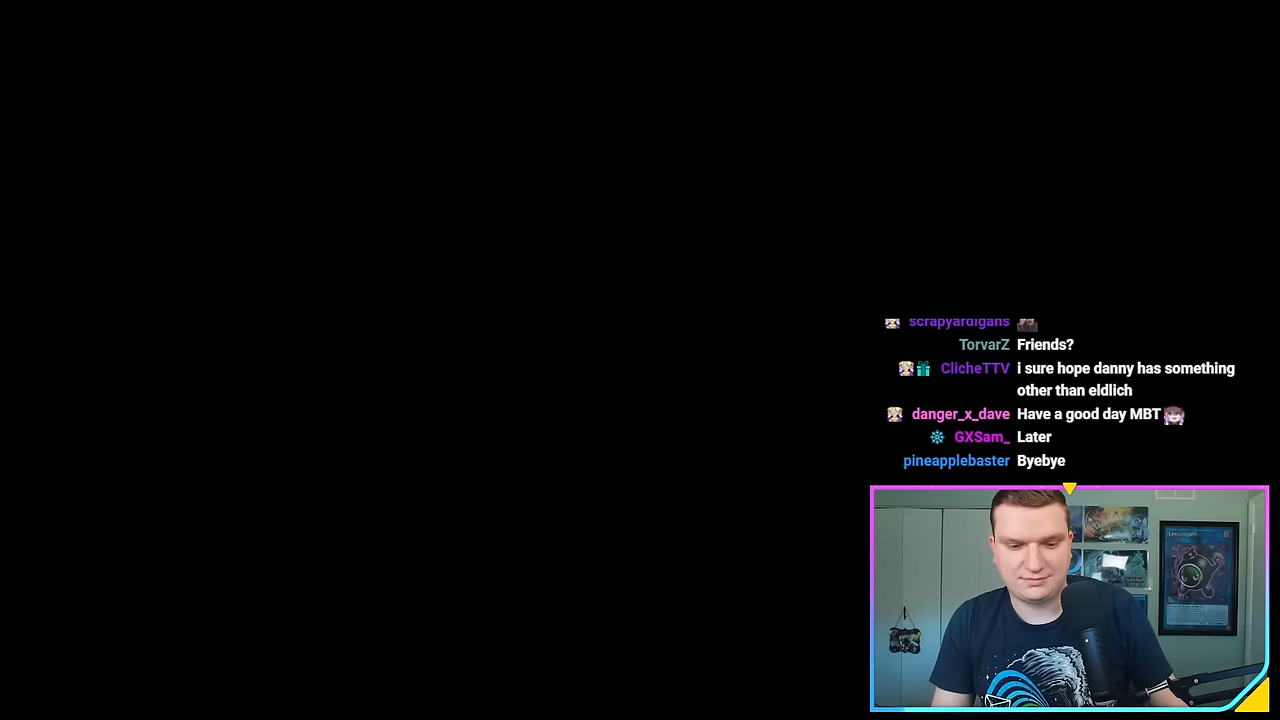 scrapyardigans
TorvarZ Friends?
ClicheTTV i sure hope danny has something
other than eldlich
danger_x_dave Have a good day MBT
GXSam_ Later
pineapplebaster Byebye